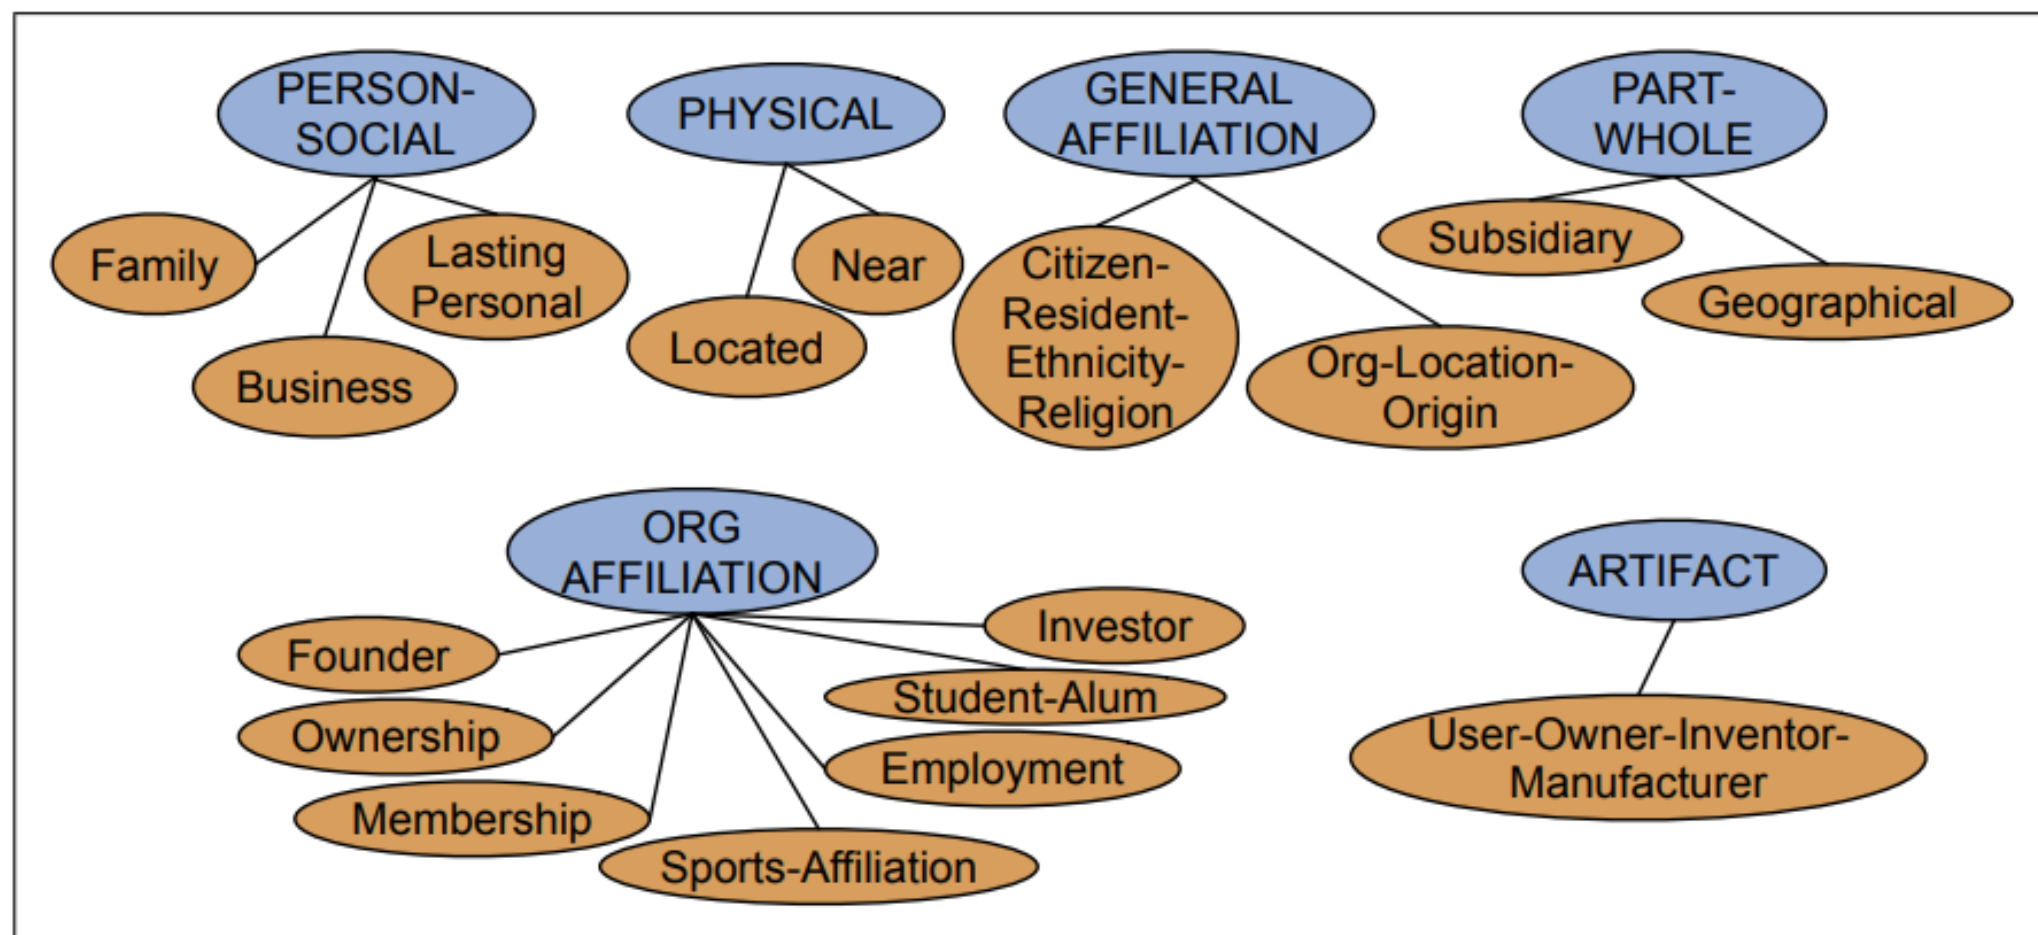 PERSON-
SOCIAL
PHYSICAL
GENERAL
AFFILIATION
PART-
WHOLE
Family
Lasting
Personal
Business
Near
Located
Citizen-
Resident-
Ethnicity-
Religion
Org-Location-
Origin
Subsidiary
Geographical
ORG
AFFILIATION
Founder
Ownership
Membership
Sports-Affiliation
Employment
Student-Alum
Investor
ARTIFACT
User-Owner-Inventor-
Manufacturer